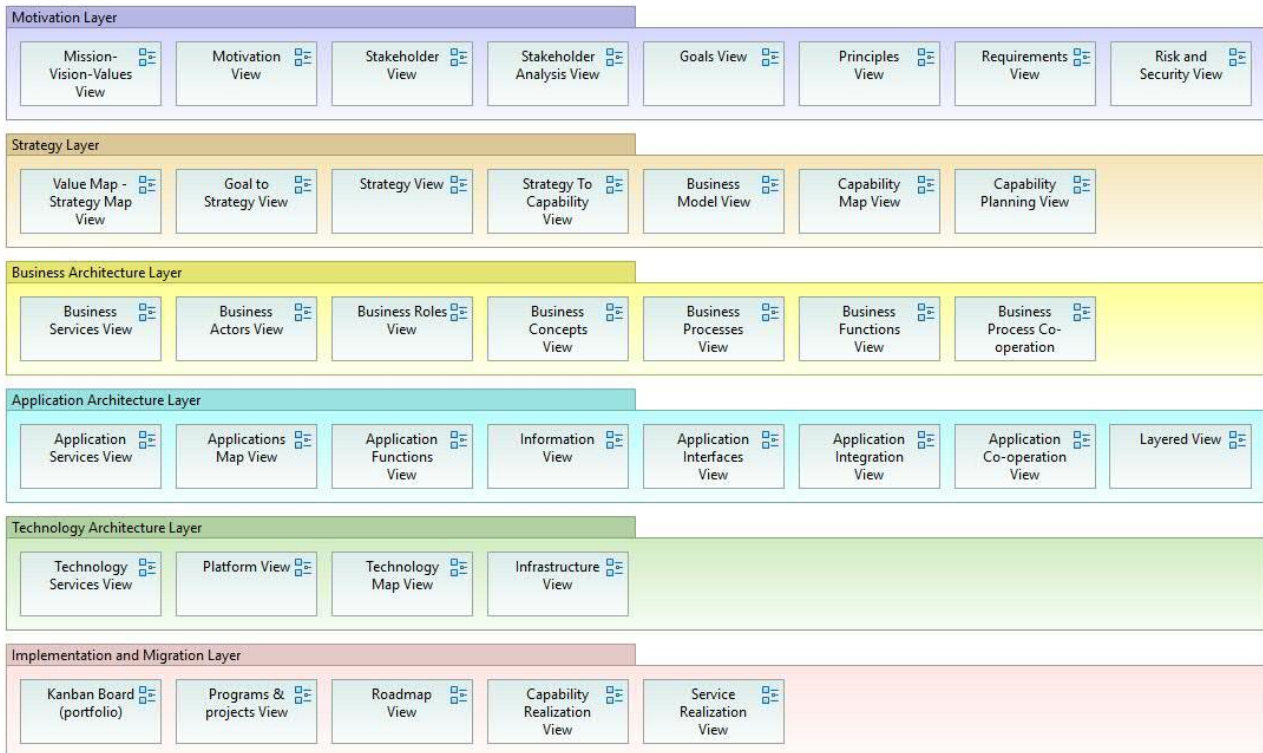 Motivation Layer
Mission-
Vision-Values
View
Motivation
View
Stakeholder
View
Stakeholder
Analysis View
Goals View
Principles
View
Requirements
View
Risk and
Security View
Strategy Layer
Value Map -
Strategy Map
View
Goal to
Strategy View
Strategy View
Strategy To
Capability
View
Business
Model View
Capability
Map View
Capability
Planning View
Business Architecture Layer
Business
Services View
Business
Actors View
Business Roles
View
Business
Concepts
View
Business
Processes
View
Business
Functions
View
Business
Process Co-
operation
Application Architecture Layer
Application
Services View
Applications
Map View
Application
Functions
View
Information
View
Application
Interfaces
View
Application
Integration
View
Application
Co-operation
View
Layered View
Technology Architecture Layer
Technology
Services View
Platform View
Technology
Map View
Infrastructure
View
Implementation and Migration Layer
Kanban Board
(portfolio)
Programs &
projects View
Roadmap
View
Capability
Realization
View
Service
Realization
View